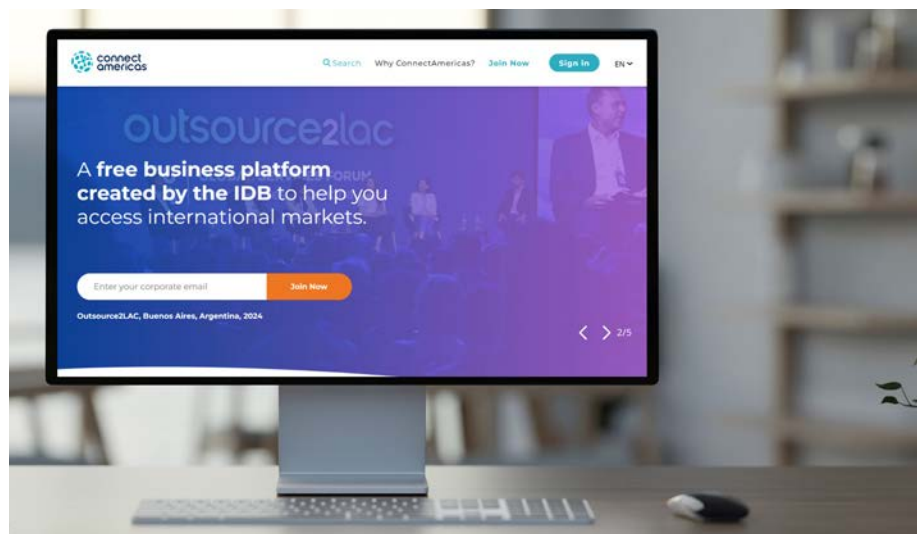 connect
americas
Search Why ConnectAmericas? Join Now Sign in EN
outsource2lac
A free business platform
FORUM
created by the IDB to help you
access international markets.
Enter your corporate email Join Now
Outsource2LAC, Buenos Aires, Argentina, 2024
2/5